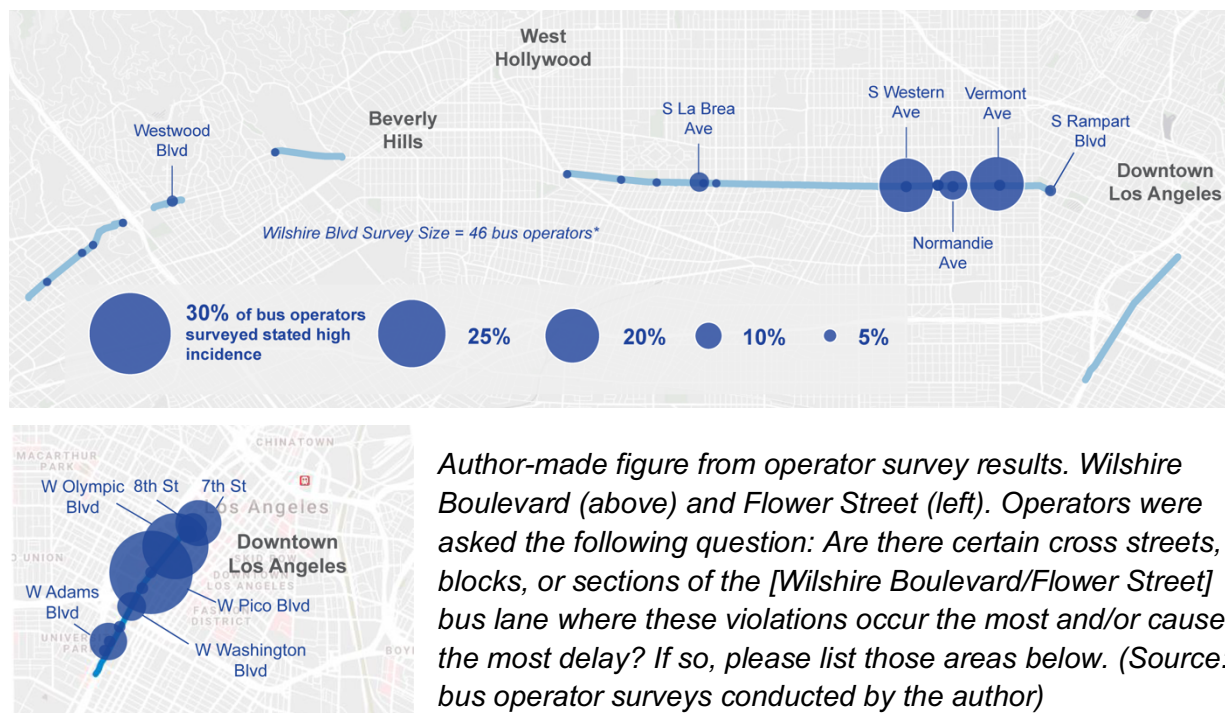 West
Hollywood
S La Brea
Ave
S Western
Ave
Vermont
Ave
S Rampart
Blvd
Westwood
Blvd
Beverly
Hills
Downtown
Los Angeles
Wilshire Blvd Survey Size = 46 bus operators*
Normandie
Ave
30% of bus operators
surveyed stated high
incidence
25%
20%
10%
5%
CHINATOWN
MACARTHUR
PARK
W Olympic
Blvd
8th St
7th St
Los Angeles
Downtown
Los Angeles
W Adams
Blvd
W Pico Blvd
W Washington
Blvd
Author-made figure from operator survey results. Wilshire
Boulevard (above) and Flower Street (left). Operators were
asked the following question: Are there certain cross streets,
blocks, or sections of the [Wilshire Boulevard/Flower Street]
bus lane where these violations occur the most and/or cause
the most delay? If so, please list those areas below. (Source:
bus operator surveys conducted by the author)